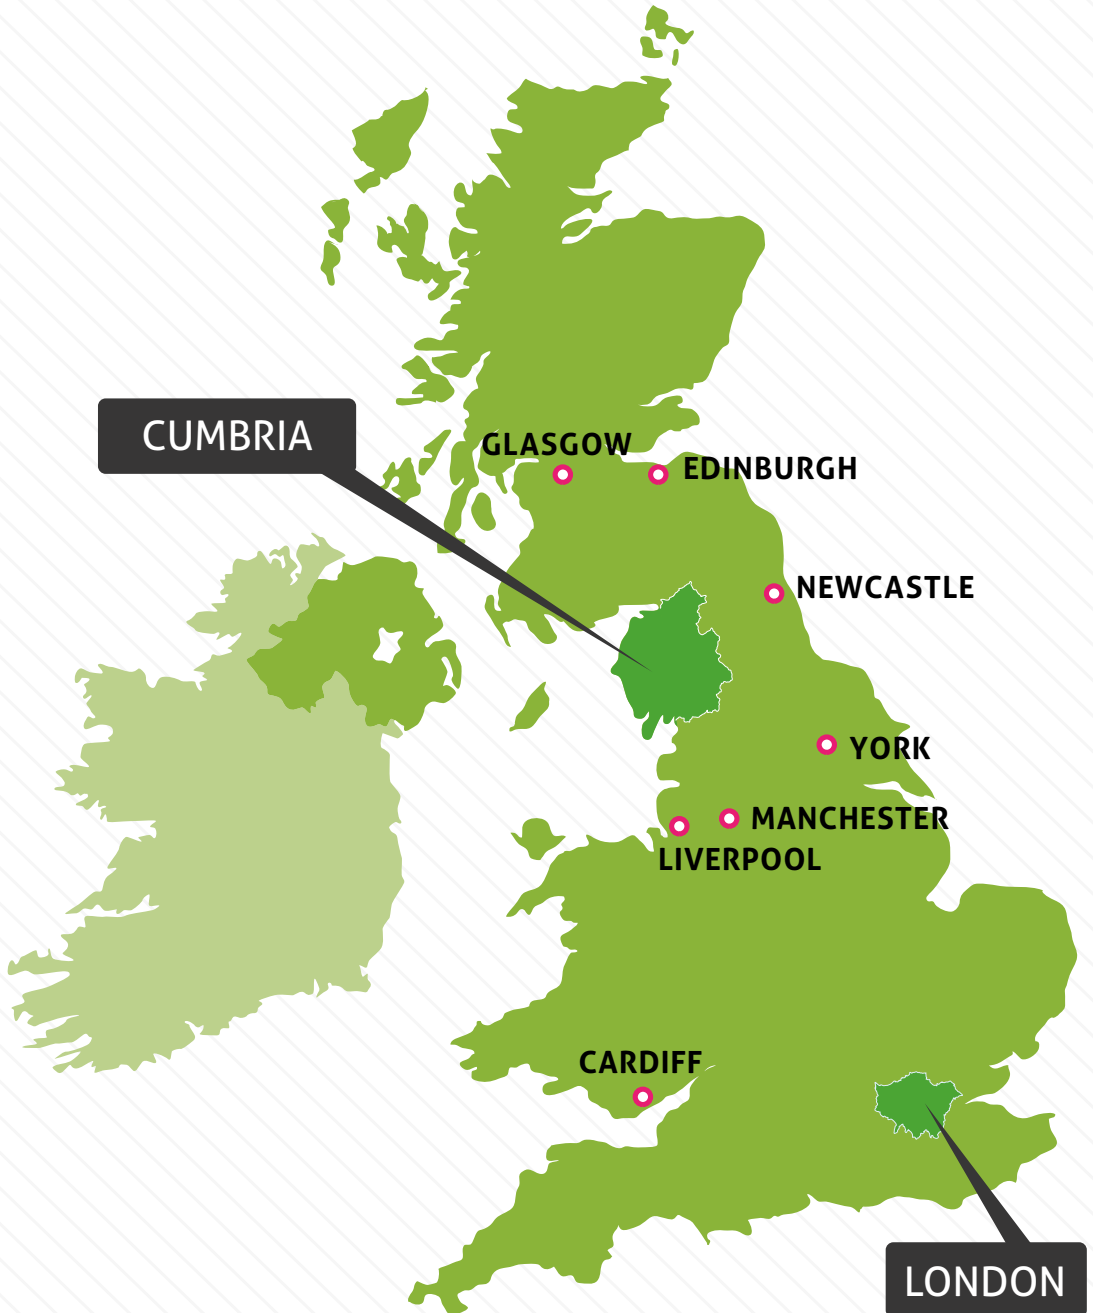 CUMBRIA
GLASGOW
EDINBURGH
NEWCASTLE
YORK
MANCHESTER
LIVERPOOL
CARDIFF
LONDON